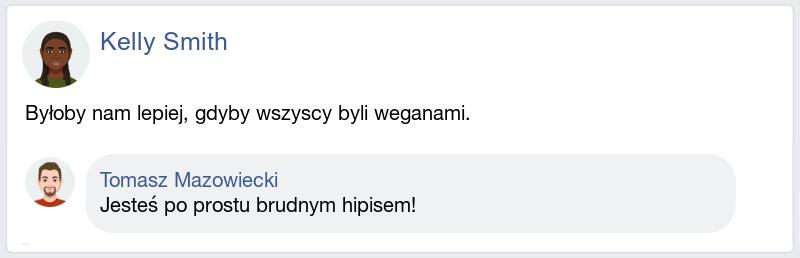 Kelly Smith
Byłoby nam lepiej, gdyby wszyscy byli weganami.
Tomasz Mazowiecki
Jesteś po prostu brudnym hipisem!